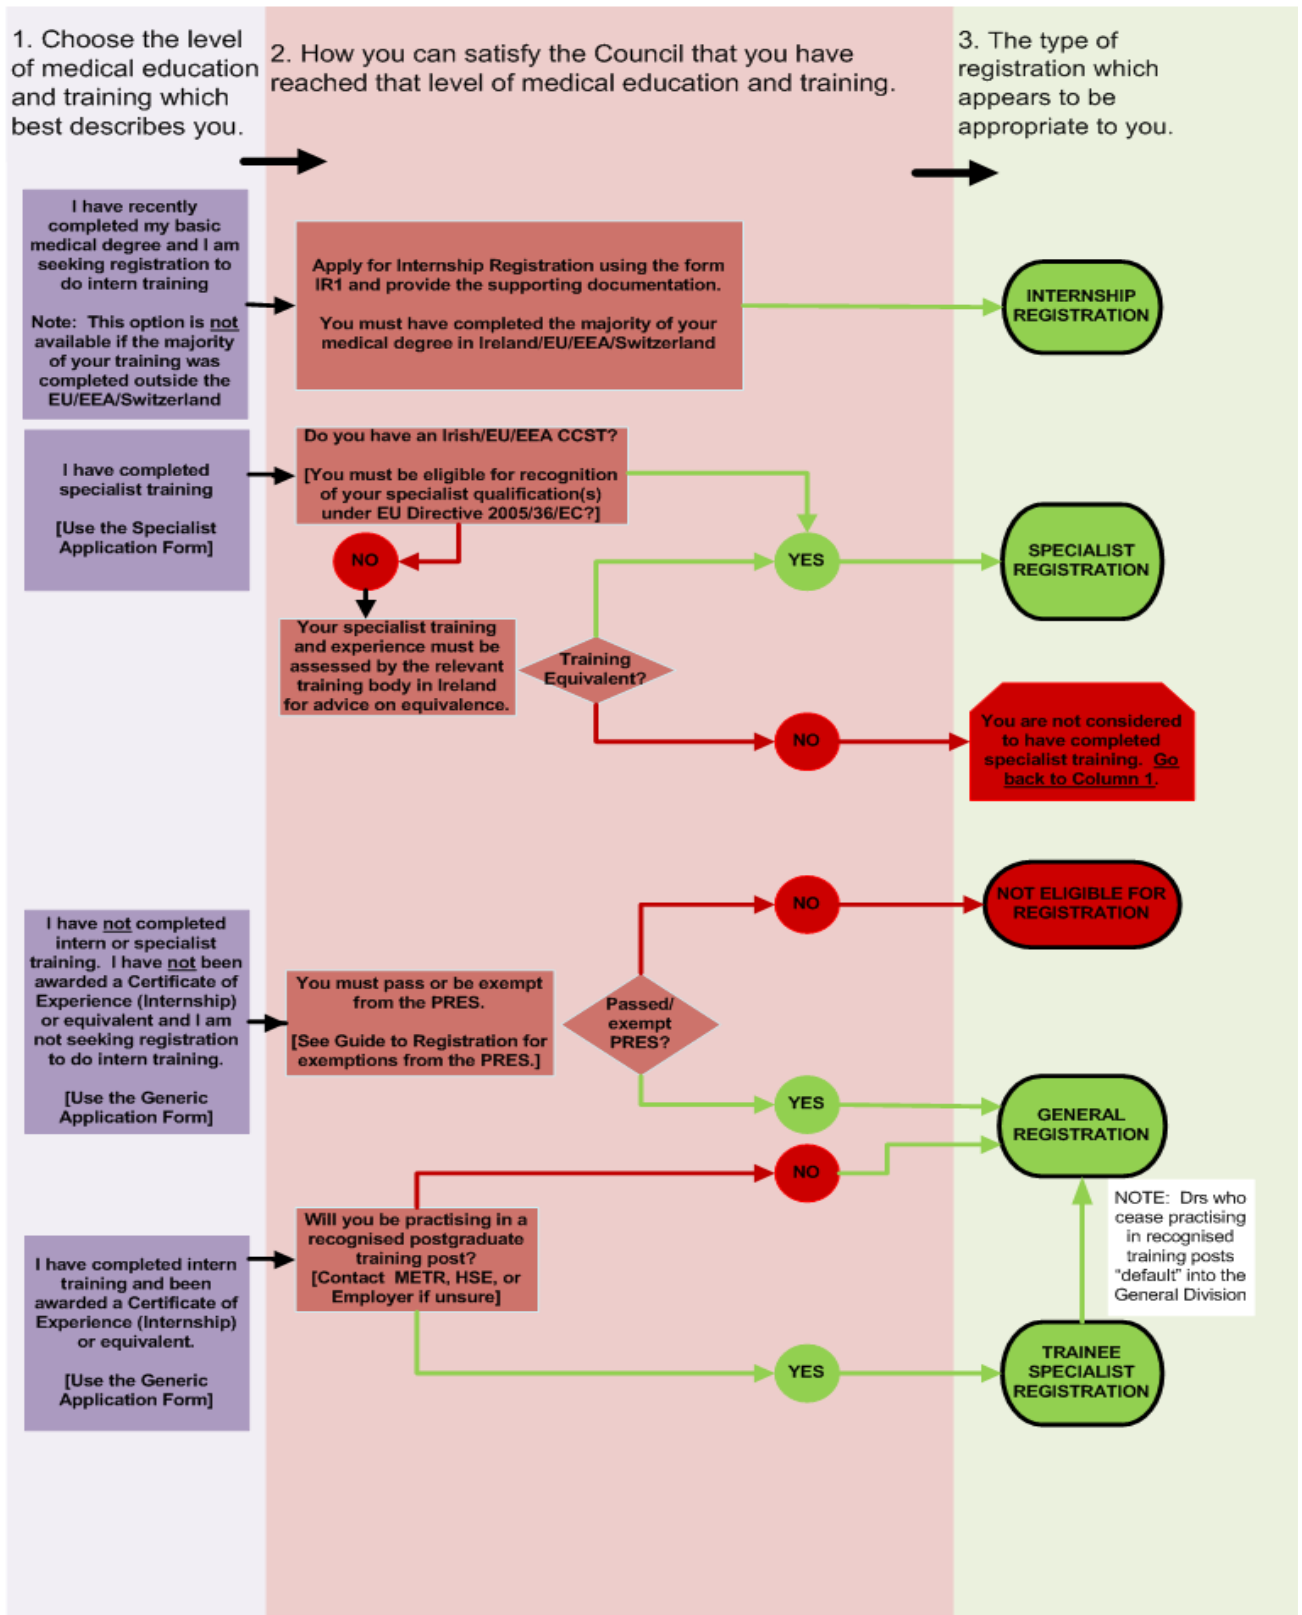 1. Choose the level
of medical education
and training which
best describes you.
2. How you can satisfy the Council that you have
reached that level of medical education and training.
3. The type of
registration which
appears to be
appropriate to you.
I have recently
completed my basic
medical degree and I am
seeking registration to
do intern training
Note: This option is not
available if the majority
of your training was
completed outside the
EU/EEA/Switzerland
Apply for Internship Registration using the form
IR1 and provide the supporting documentation.
You must have completed the majority of your
medical degree in Ireland/EU/EEA/Switzerland
INTERNSHIP
REGISTRATION
I have completed
specialist training
[Use the Specialist
Application Form]
Do you have an Irish/EU/EEA CCST?
[You must be eligible for recognition
of your specialist qualification(s)
under EU Directive 2005/36/EC?]
NO
YES
SPECIALIST
REGISTRATION
Your specialist training
and experience must be
assessed by the relevant
training body in Ireland
for advice on equivalence.
Training
Equivalent?
NO
You are not considered
to have completed
specialist training. Go
back to Column 1.
I have not completed
intern or specialist
training. I have not been
awarded a Certificate of
Experience (Internship)
or equivalent and I am
not seeking registration
to do intern training.
[Use the Generic
Application Form]
You must pass or be exempt
from the PRES.
[See Guide to Registration for
exemptions from the PRES.]
Passed/
exempt
PRES?
NO
NOT ELIGIBLE FOR
REGISTRATION
YES
GENERAL
REGISTRATION
NO
I have completed intern
training and been
awarded a Certificate of
Experience (Internship)
or equivalent.
[Use the Generic
Application Form]
Will you be practising in a
recognised postgraduate
training post?
[Contact METR, HSE, or
Employer if unsure]
NOTE: Drs who
cease practising
in recognised
training posts
"default" into the
General Division
YES
TRAINEE
SPECIALIST
REGISTRATION